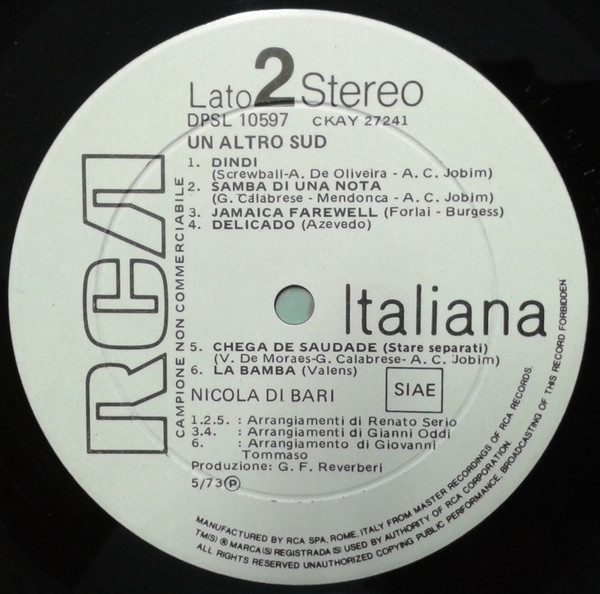 Lato 2 Stereo
DPSL 10597 CKAY 27241
UN ALTRO SUD
1. DINDI
(Screwball-A. De Oliveira - A. C. Jobim)
2. SAMBA DI UNA NOTA
(G. Calabrese - Mendonca - A. C. Jobim)
3. JAMAICA FAREWELL (Forlai - Burgess)
4. DELICADO (Azevedo)
RCA
CAMPIONE NON COMMERCIABILE
Italiana
5. CHEGA DE SAUDADE (Stare separati)
(V. De Moraes-G. Calabrese- A. C. Jobim)
6. LA BAMBA (Valens)
NICOLA DI BARI
SIAE
1.2.5. : Arrangiamenti di Renato Serio
3.4. : Arrangiamenti di Gianni Oddi
6. : Arrangiamento di Giovanni
Tommaso
Produzione: G. F. Reverberi
5/73 Ⓟ
MANUFACTURED BY RCA SPA, ROME, ITALY FROM MASTER RECORDINGS OF RCA RECORDS.
TM(S) ® MARCA(S) REGISTRADA(S) USED BY AUTHORITY OF RCA CORPORATION.
ALL RIGHTS RESERVED UNAUTHORIZED COPYING PUBLIC PERFORMANCE, BROADCASTING OF THIS RECORD FORBIDDEN